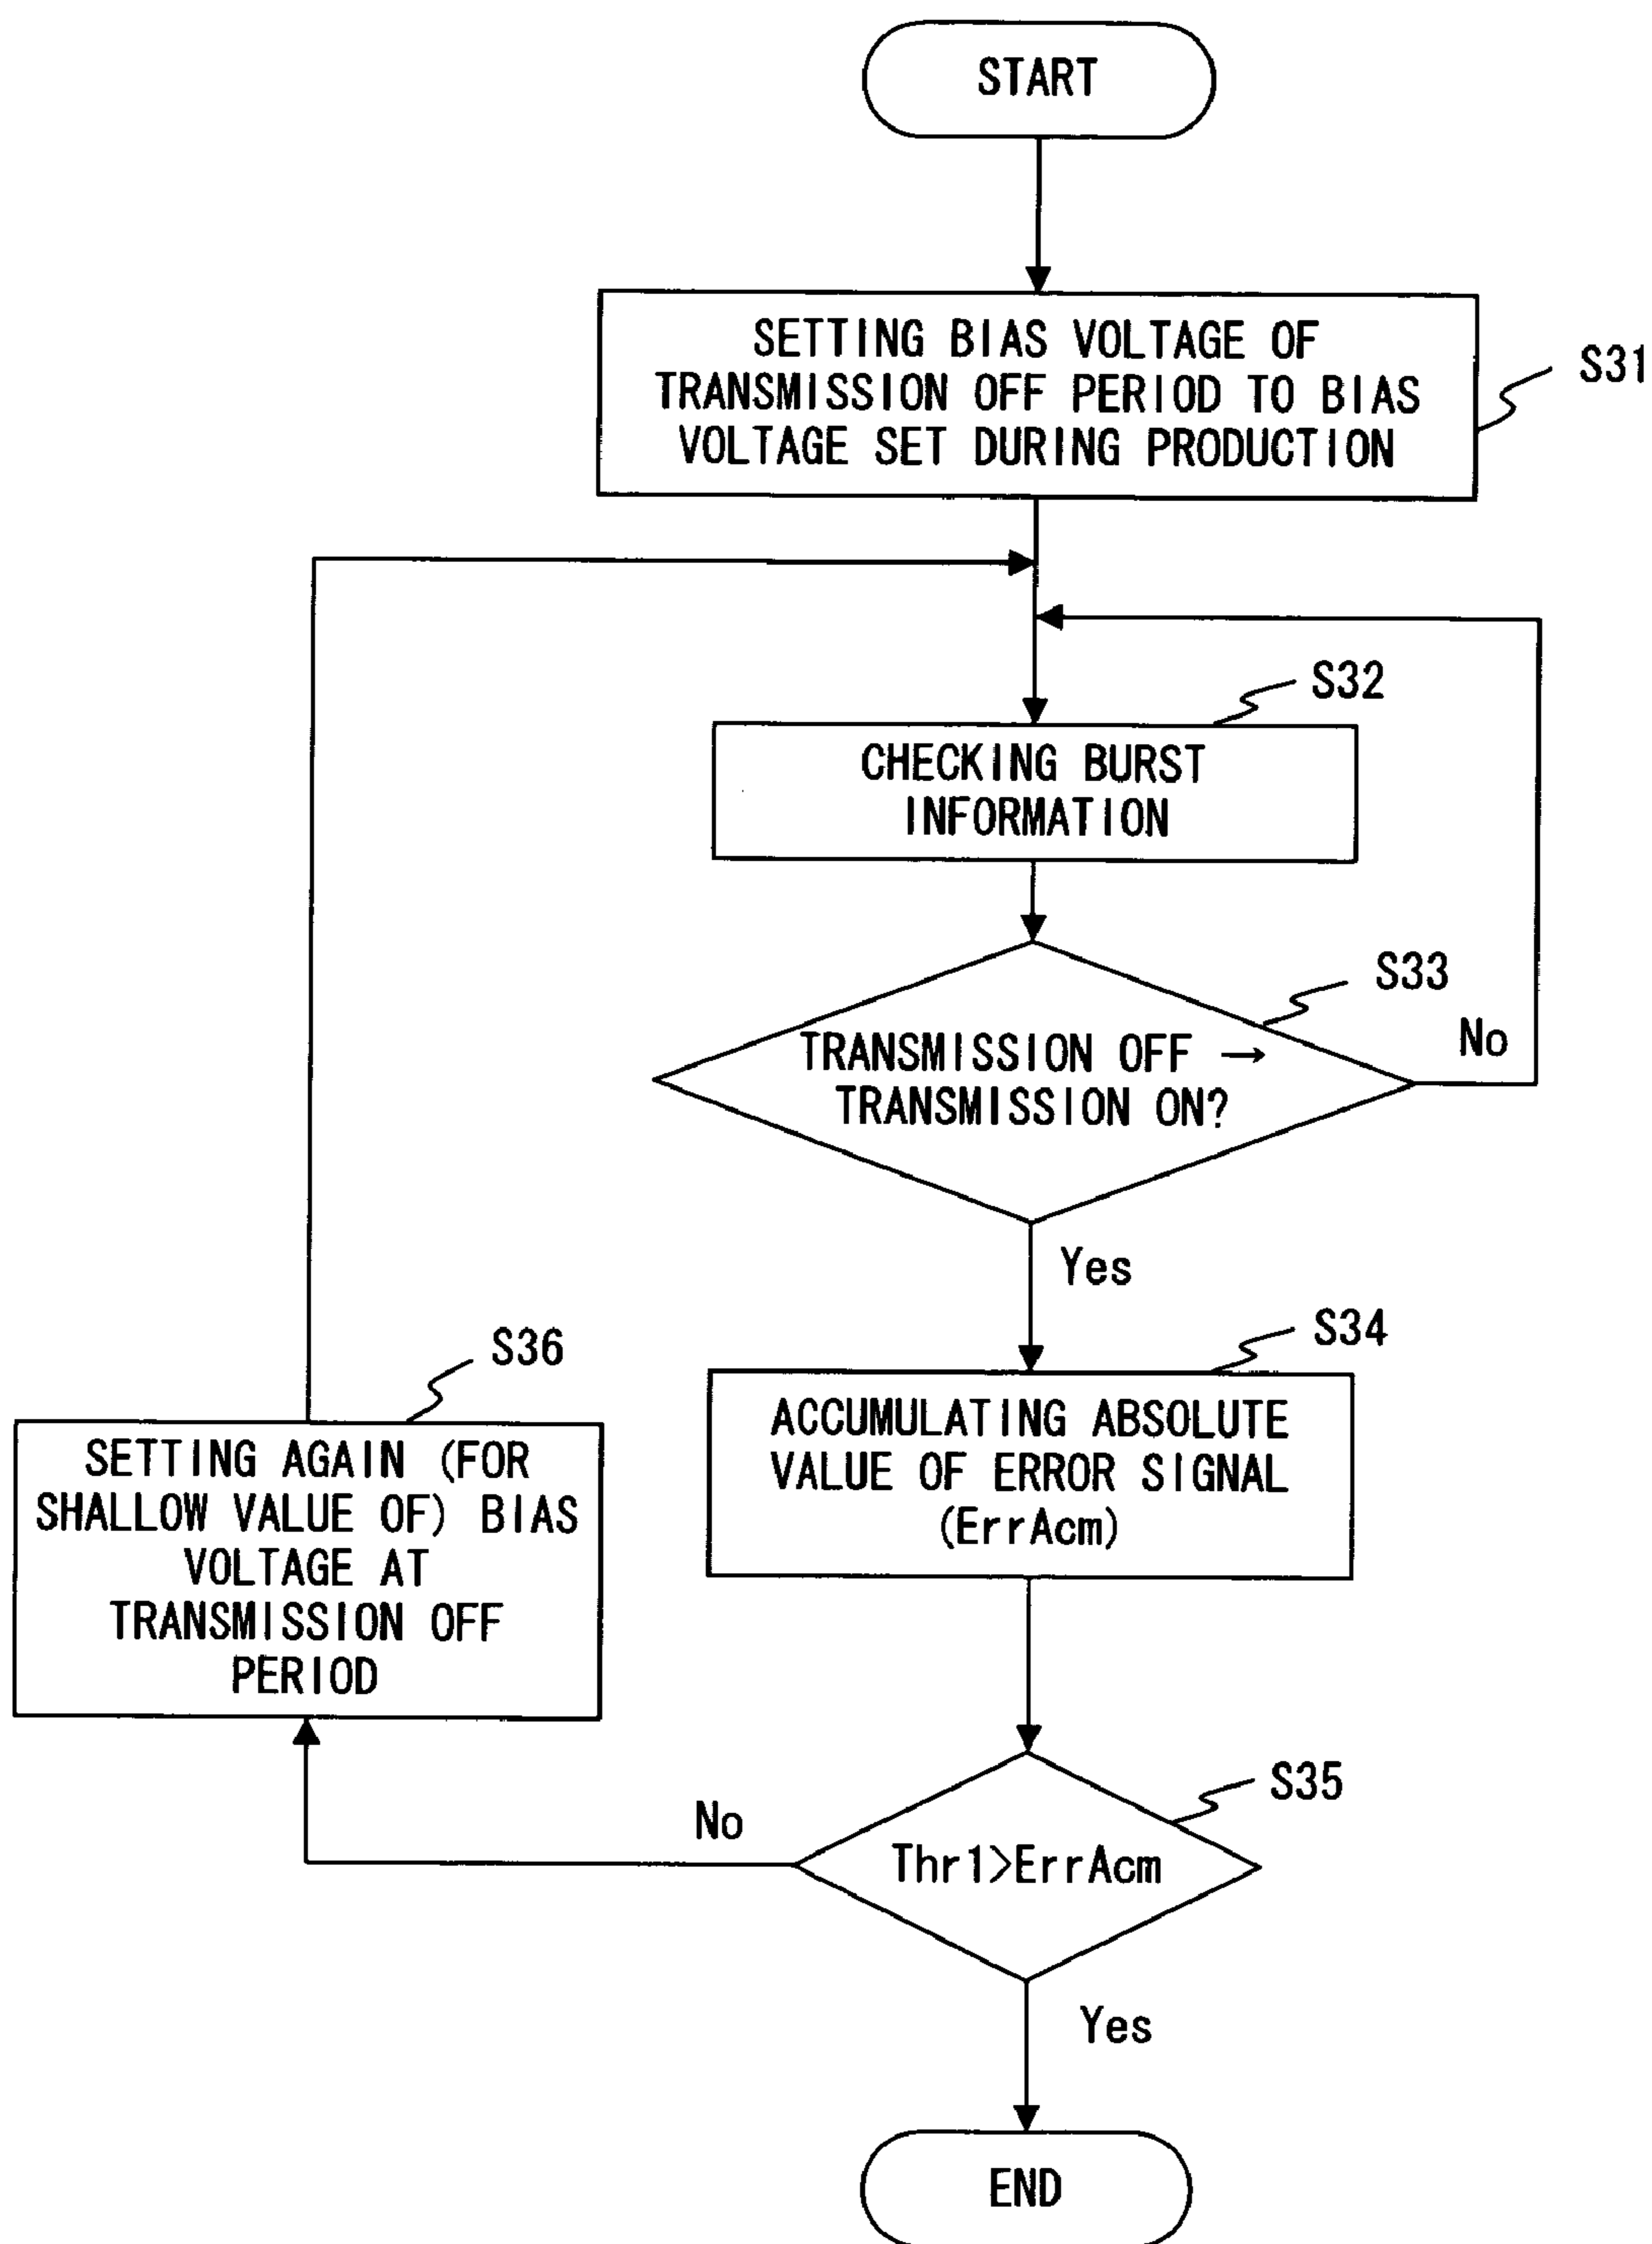 START
SETTING BIAS VOLTAGE OF
TRANSMISSION OFF PERIOD TO BIAS
VOLTAGE SET DURING PRODUCTION
S31
S32
CHECKING BURST
INFORMATION
S33
TRANSMISSION OFF →
TRANSMISSION ON?
No
Yes
S34
ACCUMULATING ABSOLUTE
VALUE OF ERROR SIGNAL
(ErrAcm)
S36
SETTING AGAIN (FOR
SHALLOW VALUE OF) BIAS
VOLTAGE AT
TRANSMISSION OFF
PERIOD
S35
Thr1>ErrAcm
No
Yes
END